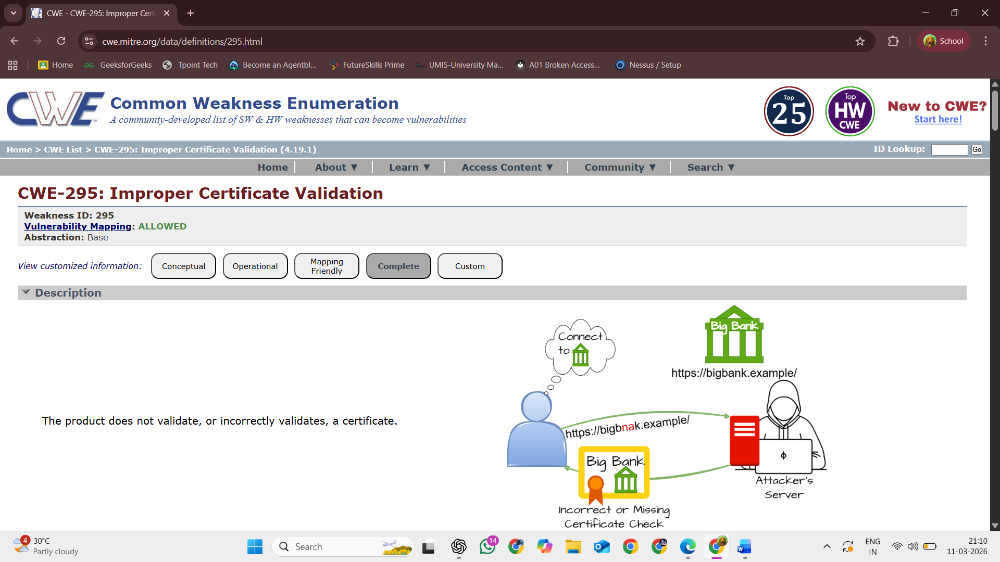 CWE - CWE-295: Improper Cert
cwe.mitre.org/data/definitions/295.html
School
Home
GeeksforGeeks
Tpoint Tech
Become an Agentbl...
FutureSkills Prime
UMIS-University Ma...
A01 Broken Access...
Nessus / Setup
CWE
Common Weakness Enumeration
A community-developed list of SW & HW weaknesses that can become vulnerabilities
Top
25
Top
HW
CWE
New to CWE?
Start here!
Home > CWE List > CWE-295: Improper Certificate Validation (4.19.1)
ID Lookup:
Go
Home
About ▼
Learn ▼
Access Content ▼
Community ▼
Search ▼
CWE-295: Improper Certificate Validation
Weakness ID: 295
Vulnerability Mapping: ALLOWED
Abstraction: Base
View customized information:
Conceptual
Operational
Mapping
Friendly
Complete
Custom
Description
The product does not validate, or incorrectly validates, a certificate.
Connect
to
Big Bank
https://bigbank.example/
https://bigbnak.example/
Big Bank
Incorrect or Missing
Certificate Check
Attacker's
Server
4
30°C
Partly cloudy
Search
14
ENG
IN
21:10
11-03-2026